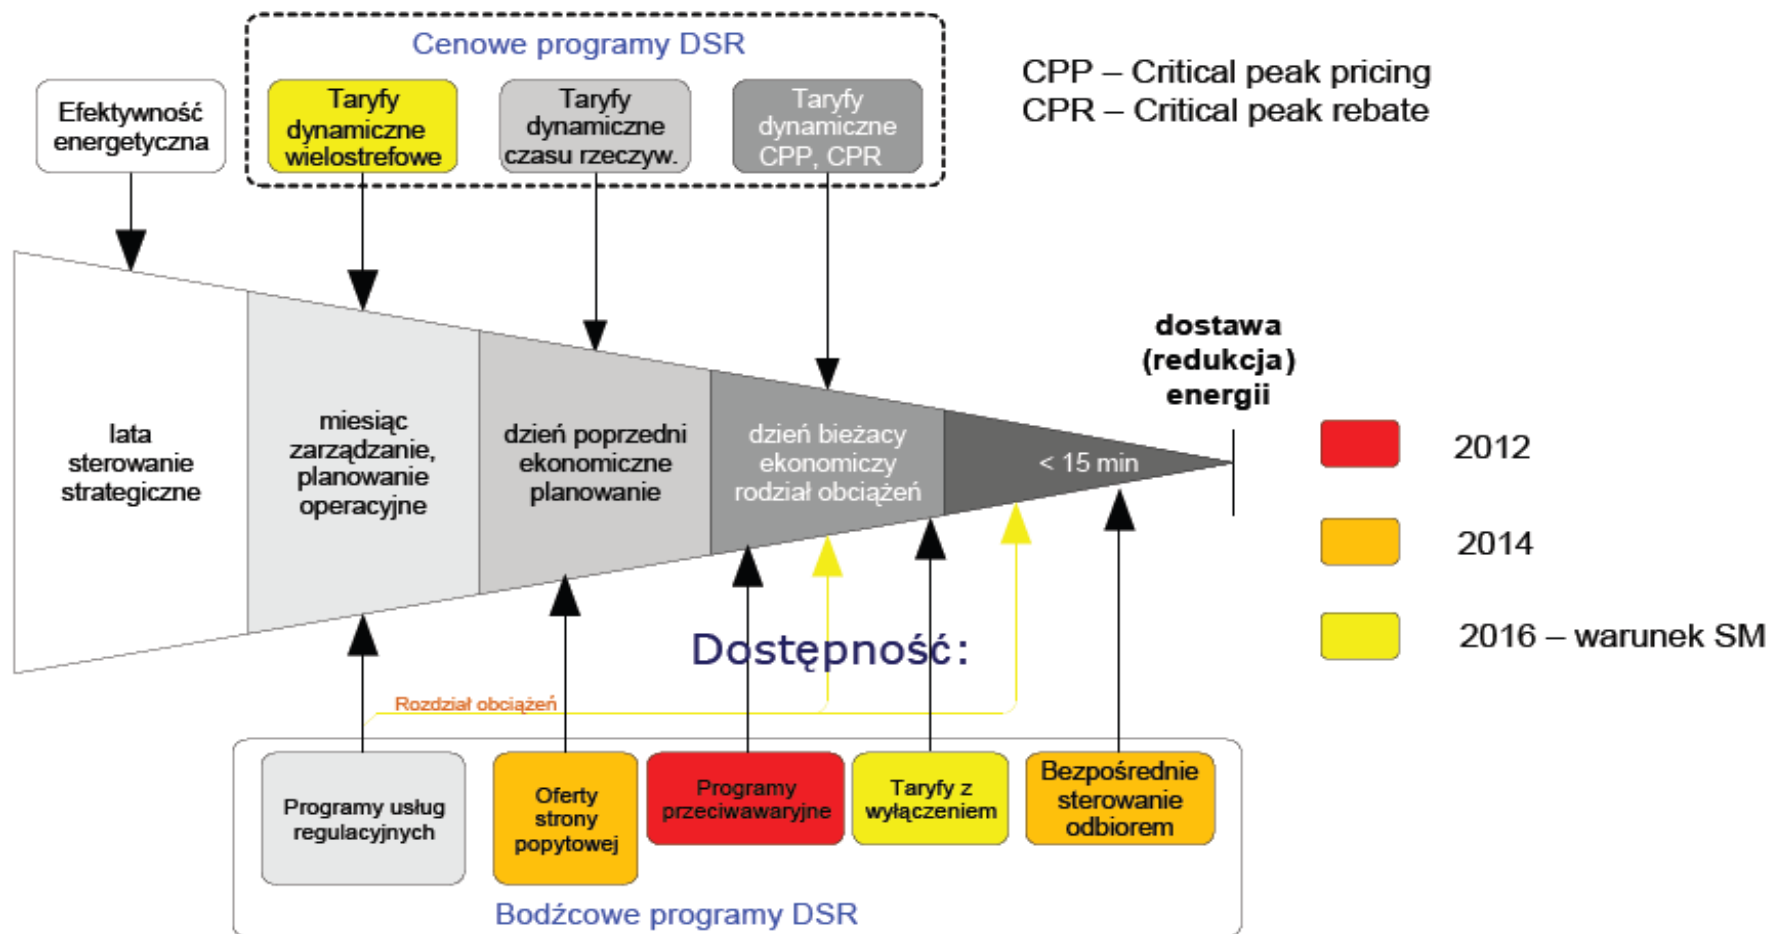 Cenowe programy DSR
CPP – Critical peak pricing
CPR – Critical peak rebate
Efektywność
energetyczna
Taryfy
dynamiczne
wielostrefowe
Taryfy
dynamiczne
czasu rzeczyw.
Taryfy
dynamiczne
CPP, CPR
lata
sterowanie
strategiczne
miesiąc
zarządzanie,
planowanie
operacyjne
dzień poprzedni
ekonomiczne
planowanie
dzień bieżacy
ekonomiczy
rodział obciążeń
< 15 min
dostawa
(redukcja)
energii
2012
2014
2016 – warunek SM
Dostępność:
Rozdział obciążeń
Programy usług
regulacyjnych
Oferty
strony
popytowej
Programy
przeciwawaryjne
Taryfy z
wyłączeniem
Bezpośrednie
sterowanie
odbiorem
Bodźcowe programy DSR